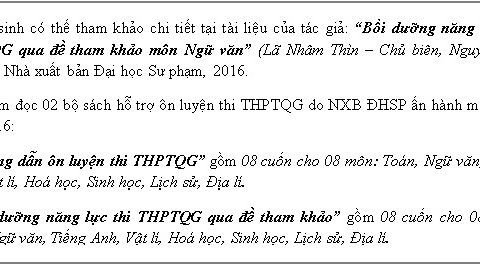 sinh có thể tham khảo chi tiết tại tài liệu của tác giả: “Bồi dưỡng năng
QG qua đề tham khảo môn Ngữ văn” (Lã Nhâm Thìn – Chủ biên, Nguy
Nhà xuất bản Đại học Sư phạm, 2016.
m đọc 02 bộ sách hỗ trợ ôn luyện thi THPTQG do NXB ĐHSP ấn hành m
16:
ng dẫn ôn luyện thi THPTQG” gồm 08 cuốn cho 08 môn: Toán, Ngữ văn,
t lí, Hoá học, Sinh học, Lịch sử, Địa lí.
dưỡng năng lực thi THPTQG qua đề tham khảo” gồm 08 cuốn cho 0
gữ văn, Tiếng Anh, Vật lí, Hoá học, Sinh học, Lịch sử, Địa lí.